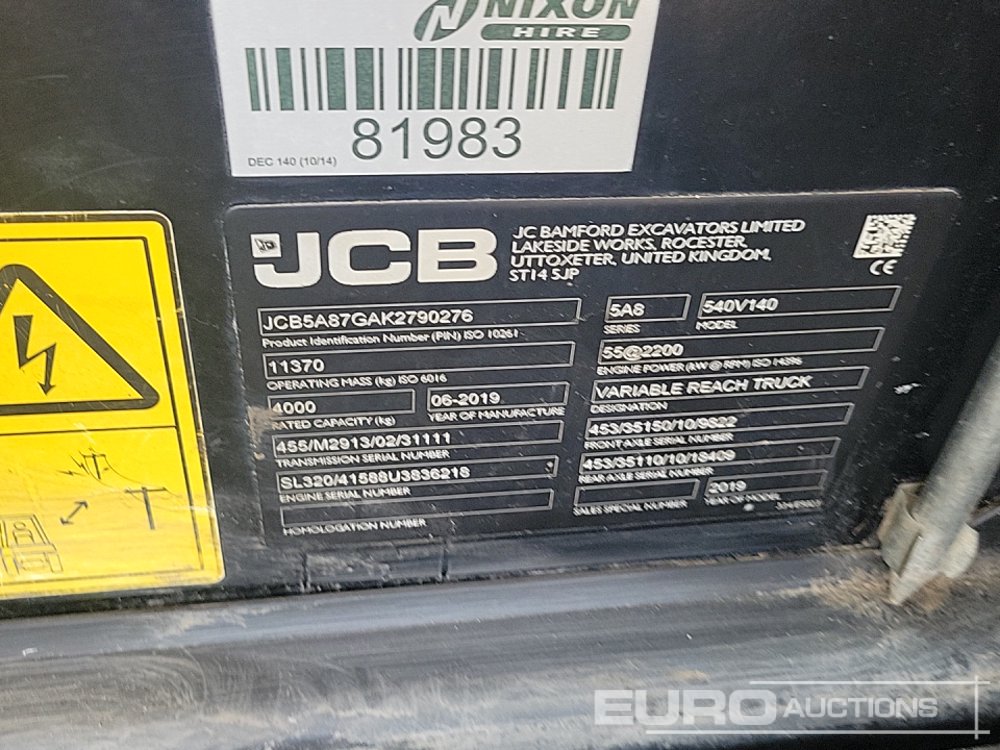 NIXON
HIRE
81983
DEC 140 (10/14)
JCB
JCB
JC BAMFORD EXCAVATORS LIMITED
LAKESIDE WORKS, ROCESTER,
UTTOXETER, UNITED KINGDOM,
ST14 5JP
CE
JCB5A87GAK2790276
Product Identification Number (PIN) ISO 10261
5A8
SERIES
540V140
MODEL
11370
OPERATING MASS (kg) ISO 6016
55@2200
ENGINE POWER (kW @ RPM) ISO 14396
4000
RATED CAPACITY (kg)
06-2019
YEAR OF MANUFACTURE
VARIABLE REACH TRUCK
DESIGNATION
455/M2913/02/31111
TRANSMISSION SERIAL NUMBER
453/35150/10/9822
FRONT AXLE SERIAL NUMBER
SL320/41588U3836218
ENGINE SERIAL NUMBER
453/35110/10/18409
REAR AXLE SERIAL NUMBER
HOMOLOGATION NUMBER
SALES SPECIAL NUMBER
2019
YEAR OF MODEL
EURO AUCTIONS